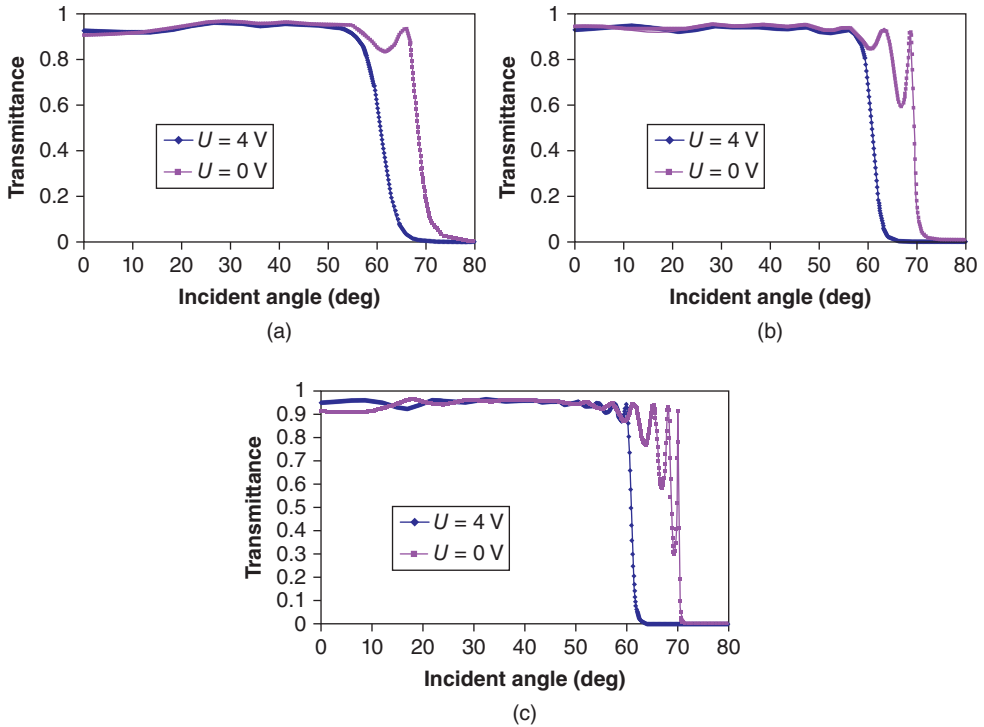 1
0.8
0.6
0.4
0.2
0
Transmittance
U = 4 V
U = 0 V
0 10 20 30 40 50 60 70 80
Incident angle (deg)
(a)
1
0.8
0.6
0.4
0.2
0
Transmittance
U = 4 V
U = 0 V
0 10 20 30 40 50 60 70 80
Incident angle (deg)
(b)
1
0.9
0.8
0.7
0.6
0.5
0.4
0.3
0.2
0.1
0
Transmittance
U = 4 V
U = 0 V
0 10 20 30 40 50 60 70 80
Incident angle (deg)
(c)